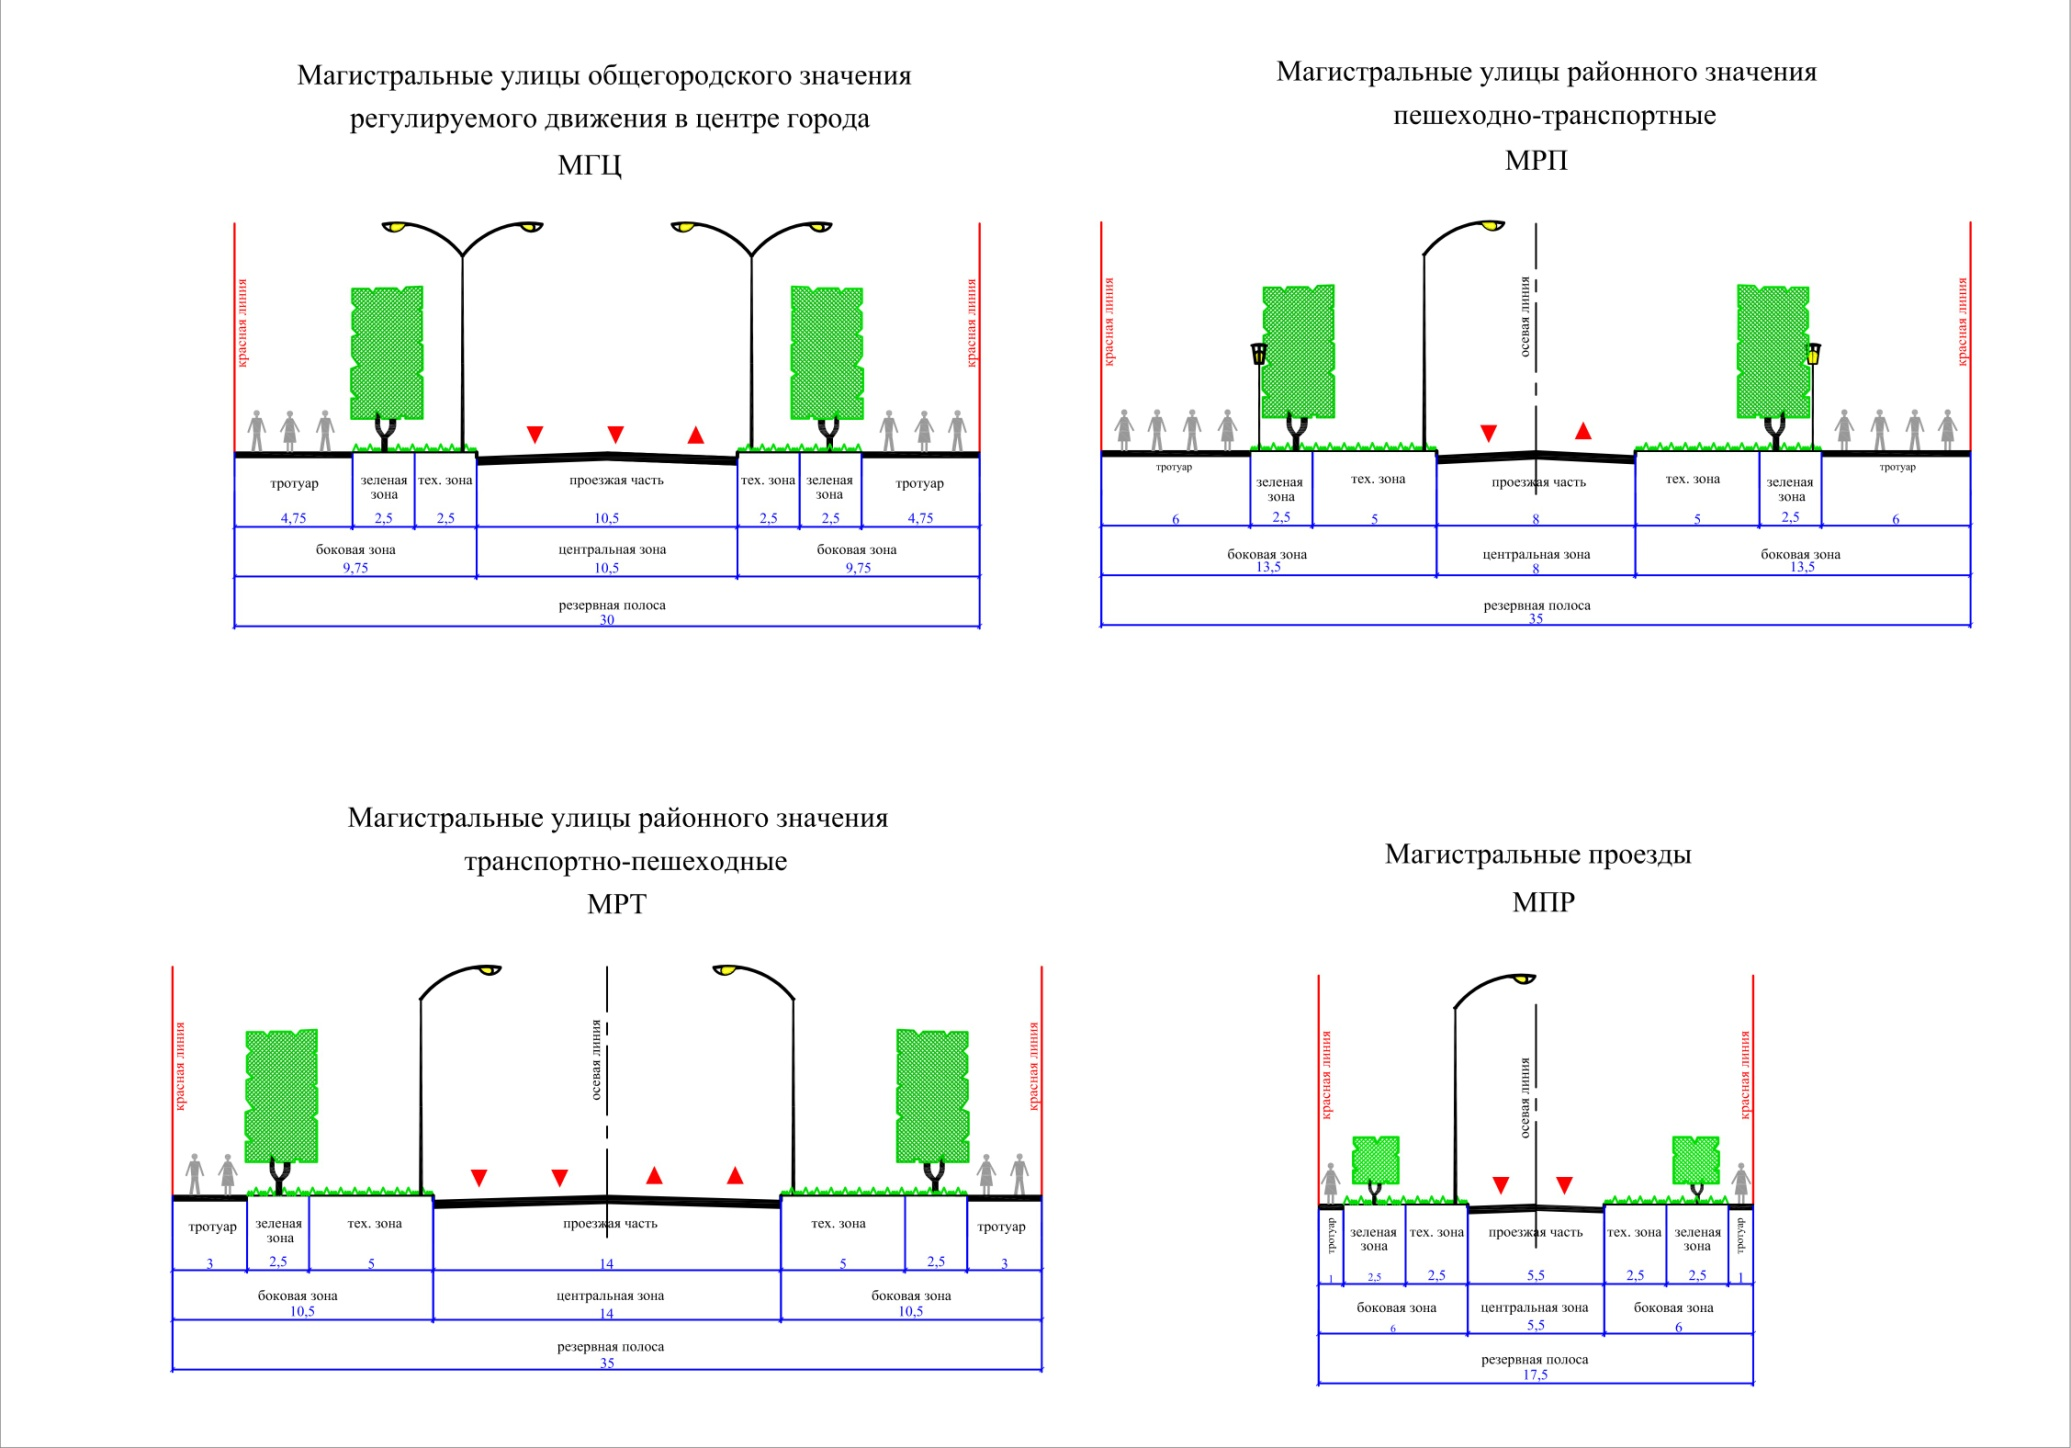 Магистральные улицы общегородского значения
регулируемого движения в центре города
МГЦ
красная линия
красная линия
тротуар
зеленая
зона
тех. зона
проезжая часть
тех. зона
зеленая
зона
тротуар
4,75
2,5
2,5
10,5
2,5
2,5
4,75
боковая зона
центральная зона
боковая зона
9,75
10,5
9,75
резервная полоса
30
Магистральные улицы районного значения
пешеходно-транспортные
МРП
красная линия
осевая линия
красная линия
тротуар
зеленая
зона
тех. зона
проезжая часть
тех. зона
зеленая
зона
тротуар
6
2,5
5
8
5
2,5
6
боковая зона
центральная зона
боковая зона
13,5
8
13,5
резервная полоса
35
Магистральные улицы районного значения
транспортно-пешеходные
МРТ
красная линия
осевая линия
красная линия
тротуар
зеленая
зона
тех. зона
проезжая часть
тех. зона
тротуар
3
2,5
5
14
5
2,5
3
боковая зона
центральная зона
боковая зона
10,5
14
10,5
резервная полоса
35
Магистральные проезды
МПР
красная линия
осевая линия
красная линия
тротуар
зеленая
зона
тех. зона
проезжая часть
тех. зона
зеленая
зона
тротуар
1
2,5
2,5
5,5
2,5
2,5
1
боковая зона
центральная зона
боковая зона
6
5,5
6
резервная полоса
17,5